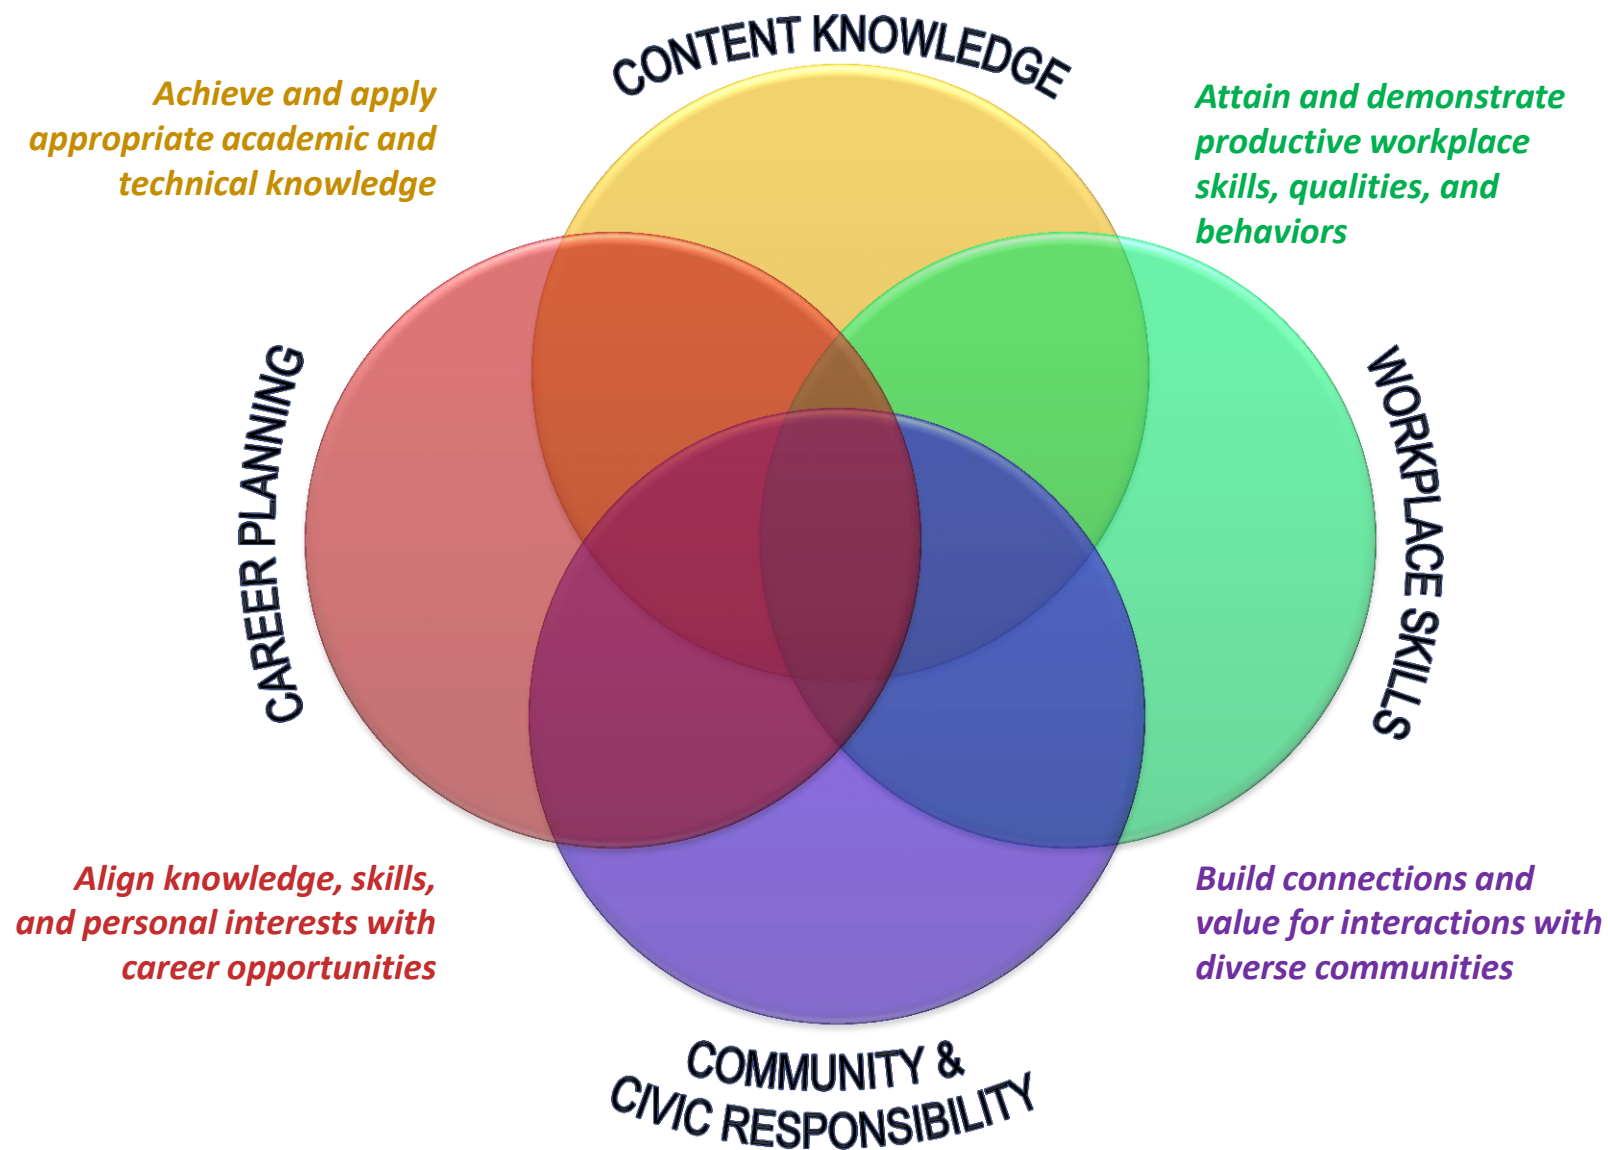 CONTENT KNOWLEDGE
Achieve and apply
appropriate academic and
technical knowledge
Attain and demonstrate
productive workplace
skills, qualities, and
behaviors
CAREER PLANNING
WORKPLACE SKILLS
Align knowledge, skills,
and personal interests with
career opportunities
Build connections and
value for interactions with
diverse communities
COMMUNITY &
CIVIC RESPONSIBILITY